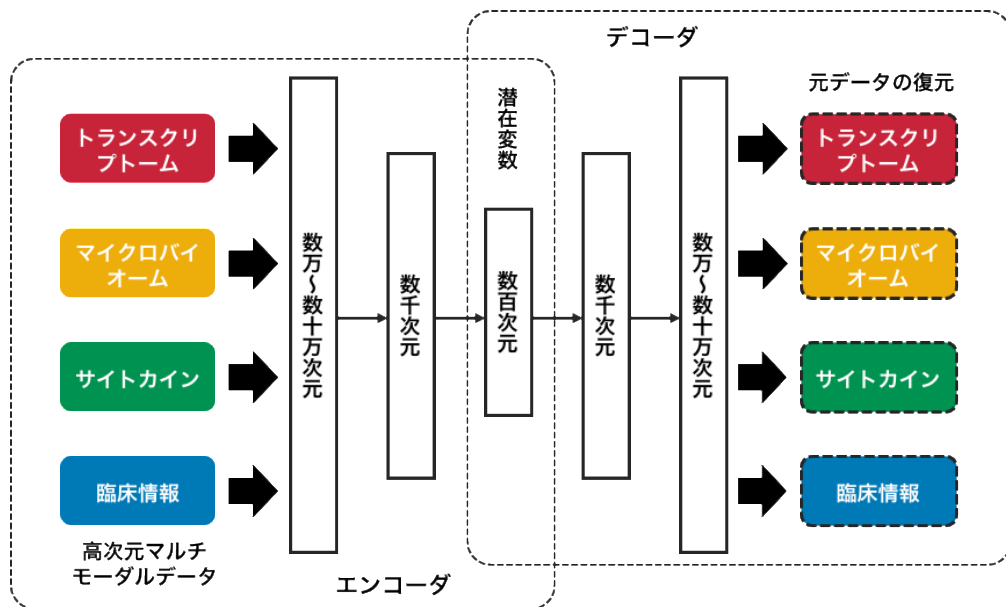 デコーダ
潜在変数
元データの復元
トランスクリ
プトーム
マイクロバイ
オーム
サイトカイン
臨床情報
高次元マルチ
モーダルデータ
エンコーダ
数万〜数十万次元
数千次元
数百次元
数千次元
数万〜数十万次元
トランスクリ
プトーム
マイクロバイ
オーム
サイトカイン
臨床情報